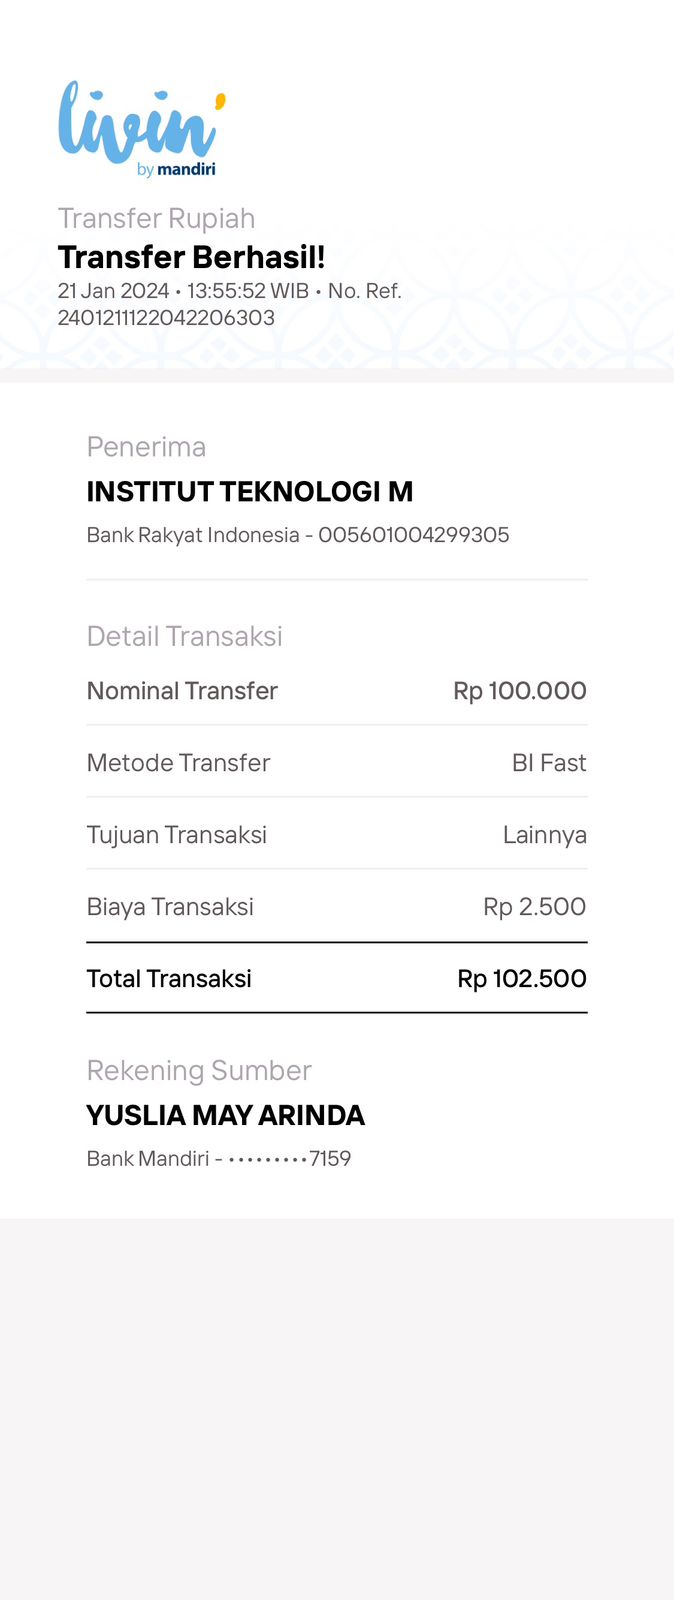 livin'
by mandiri
Transfer Rupiah
Transfer Berhasil!
21 Jan 2024 • 13:55:52 WIB • No. Ref.
2401211122042206303
Penerima
INSTITUT TEKNOLOGI M
Bank Rakyat Indonesia - 005601004299305
Detail Transaksi
Nominal Transfer Rp 100.000
Metode Transfer BI Fast
Tujuan Transaksi Lainnya
Biaya Transaksi Rp 2.500
Total Transaksi Rp 102.500
Rekening Sumber
YUSLIA MAY ARINDA
Bank Mandiri - •••••••••7159